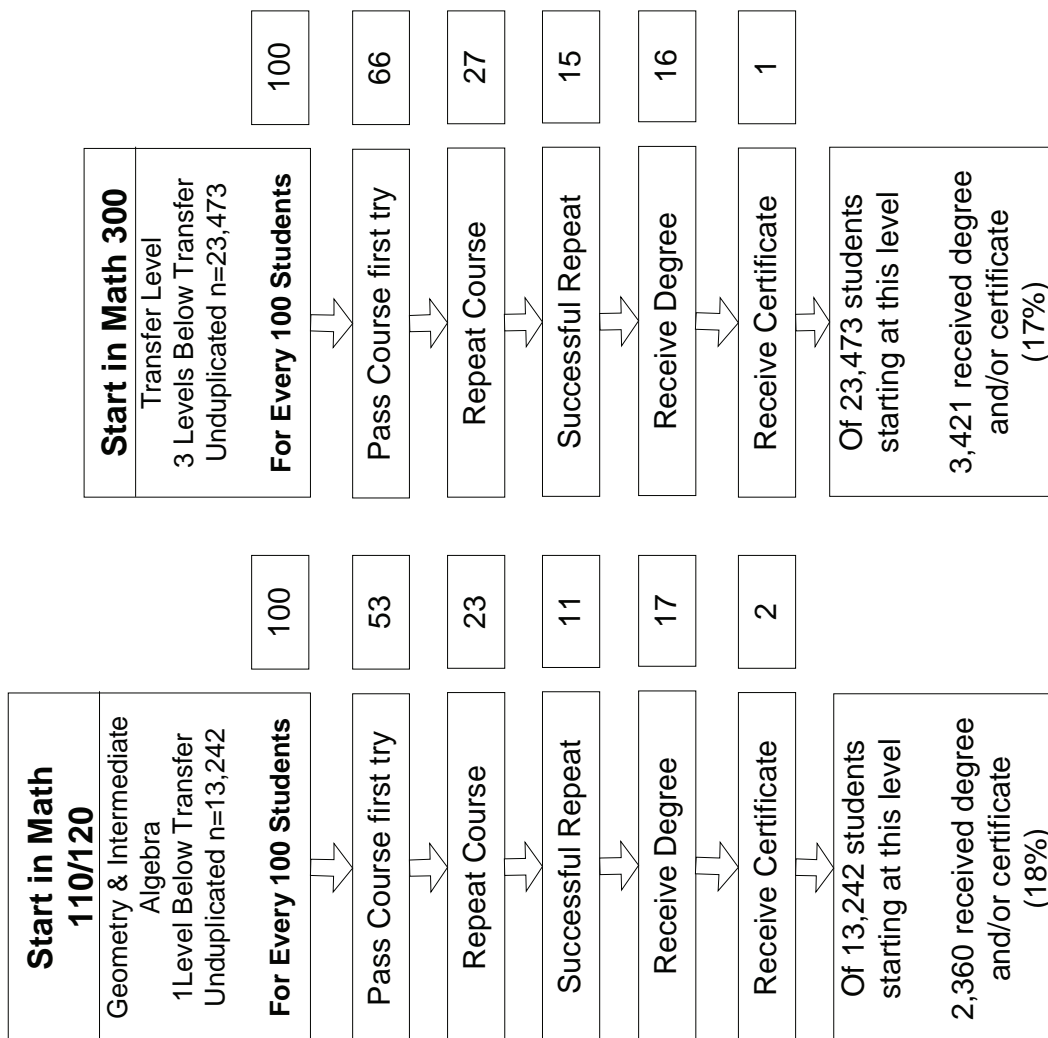 Start in Math
110/120
Geometry & Intermediate
Algebra
1Level Below Transfer
Unduplicated n=13,242
For Every 100 Students
100
Pass Course first try
53
Repeat Course
23
Successful Repeat
11
Receive Degree
17
Receive Certificate
2
Of 13,242 students
starting at this level
2,360 received degree
and/or certificate
(18%)
Start in Math 300
Transfer Level
3 Levels Below Transfer
Unduplicated n=23,473
For Every 100 Students
100
Pass Course first try
66
Repeat Course
27
Successful Repeat
15
Receive Degree
16
Receive Certificate
1
Of 23,473 students
starting at this level
3,421 received degree
and/or certificate
(17%)